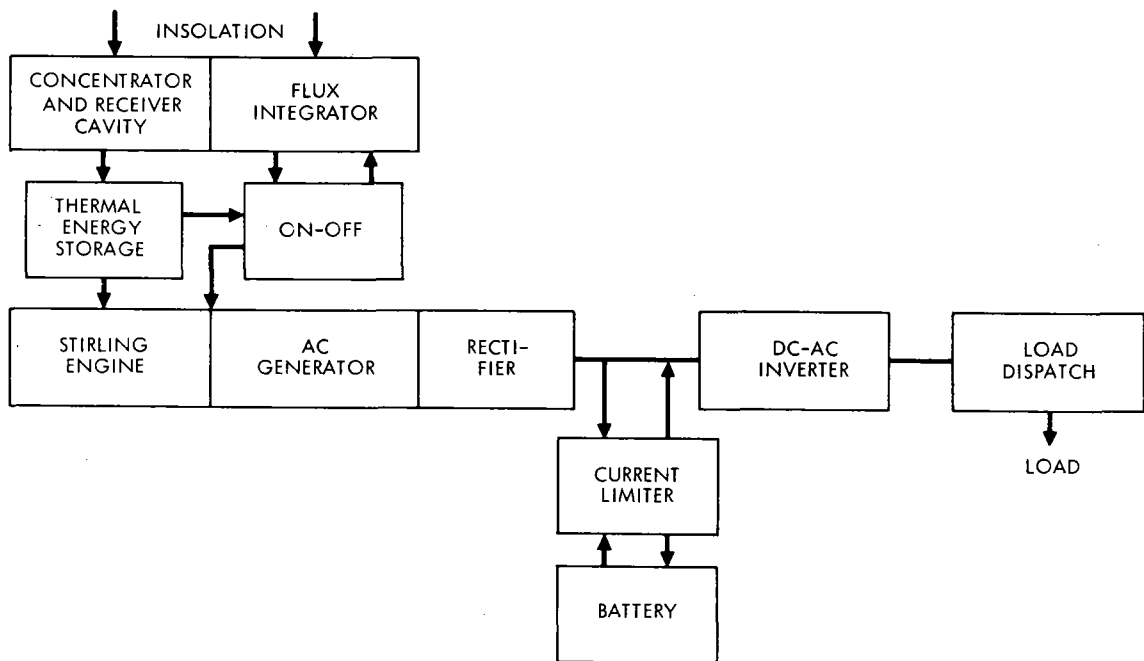 INSOLATION
CONCENTRATOR
AND RECEIVER
CAVITY
FLUX
INTEGRATOR
THERMAL
ENERGY
STORAGE
ON-OFF
STIRLING
ENGINE
AC
GENERATOR
RECTI-
FIER
DC-AC
INVERTER
LOAD
DISPATCH
LOAD
CURRENT
LIMITER
BATTERY